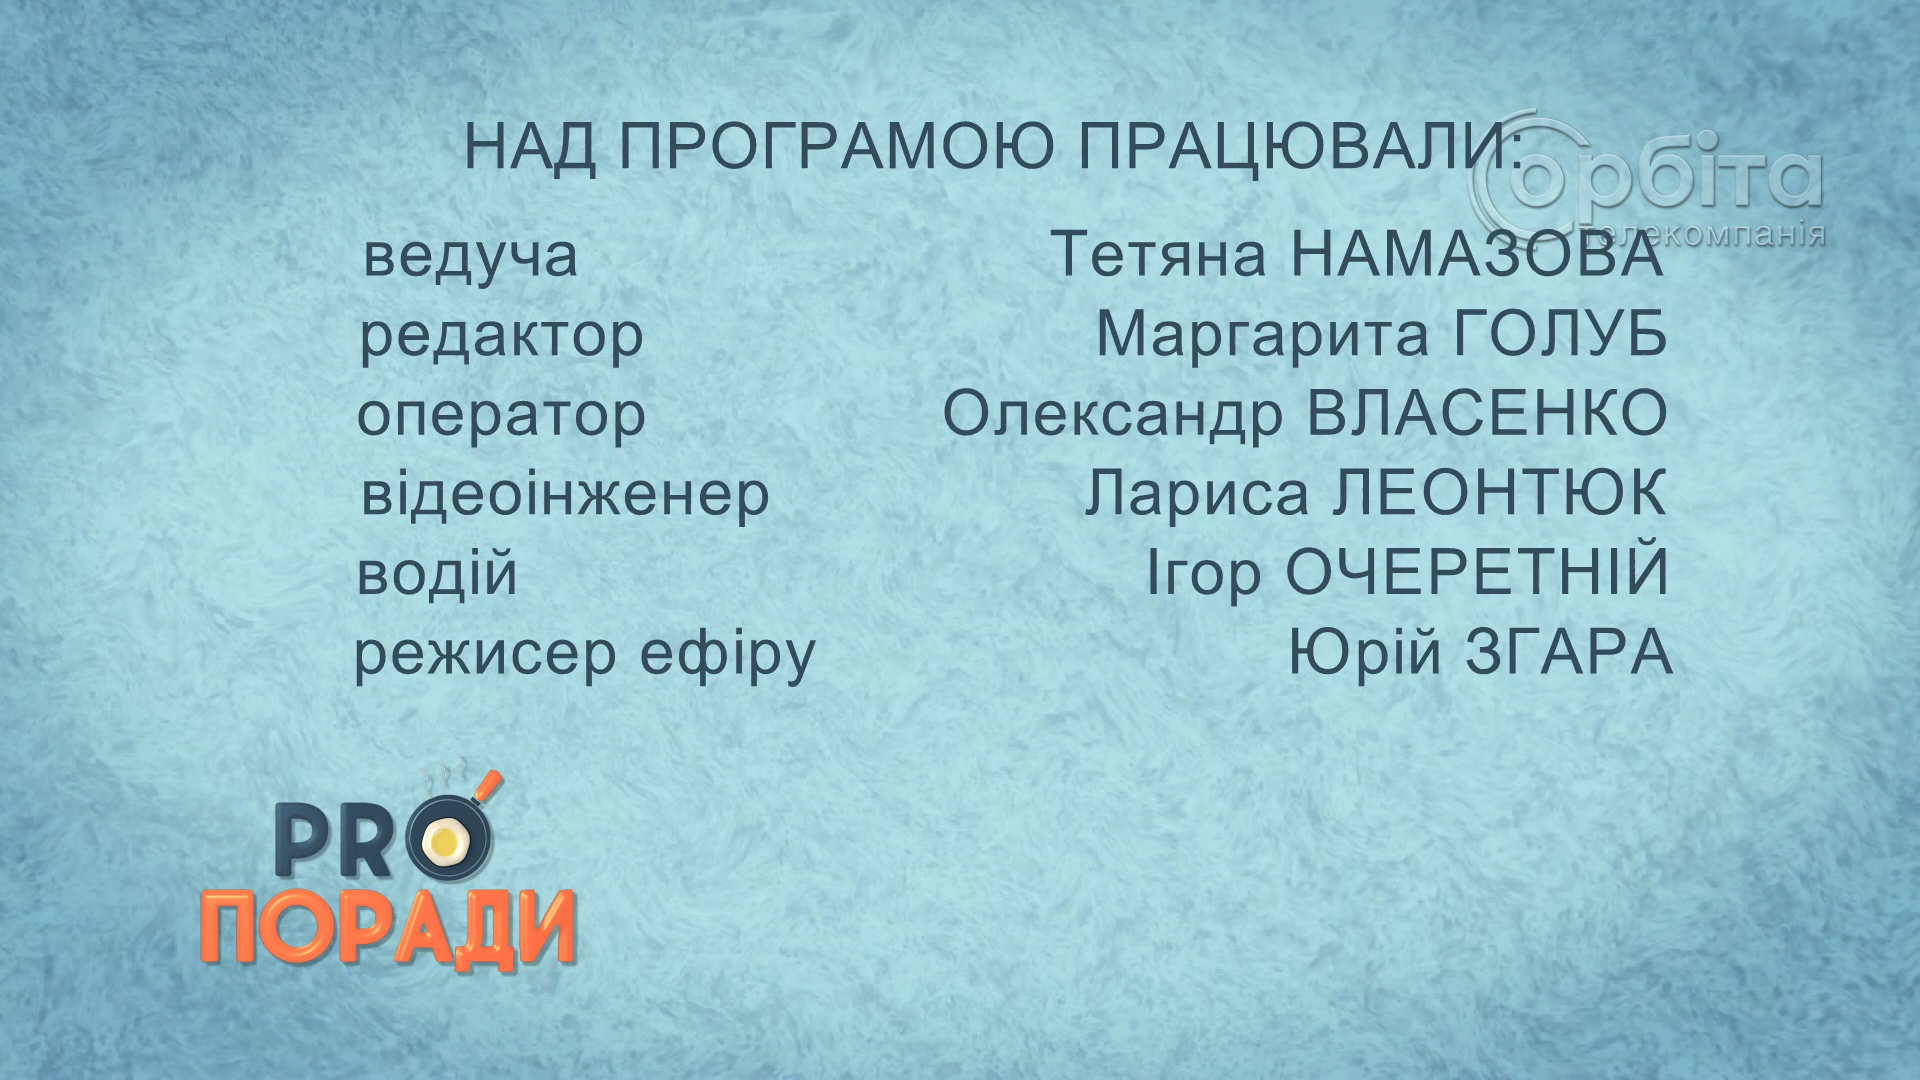 НАД ПРОГРАМОЮ ПРАЦЮВАЛИ:
орбіта
телекомпанія
ведуча Тетяна НАМАЗОВА
редактор Маргарита ГОЛУБ
оператор Олександр ВЛАСЕНКО
відеоінженер Лариса ЛЕОНТЮК
водій Ігор ОЧЕРЕТНІЙ
режисер ефіру Юрій ЗГАРА
PRO
ПОРАДИ